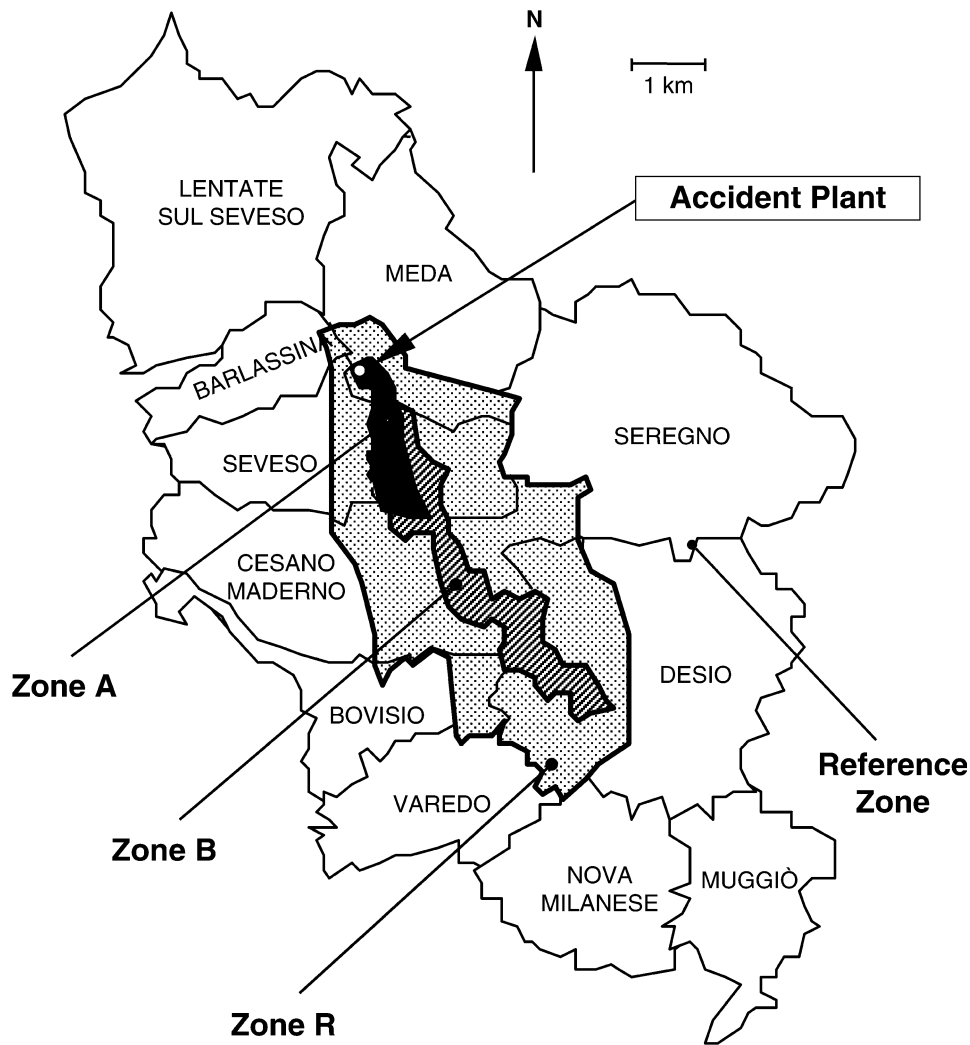 N
1 km
Accident Plant
LENTATE
SUL SEVESO
MEDA
BARLASSINA
SEREGNO
SEVESO
CESANO
MADERNO
Zone A
DESIO
BOVISIO
Reference
Zone
VAREDO
Zone B
NOVA
MILANESE
MUGGIÒ
Zone R